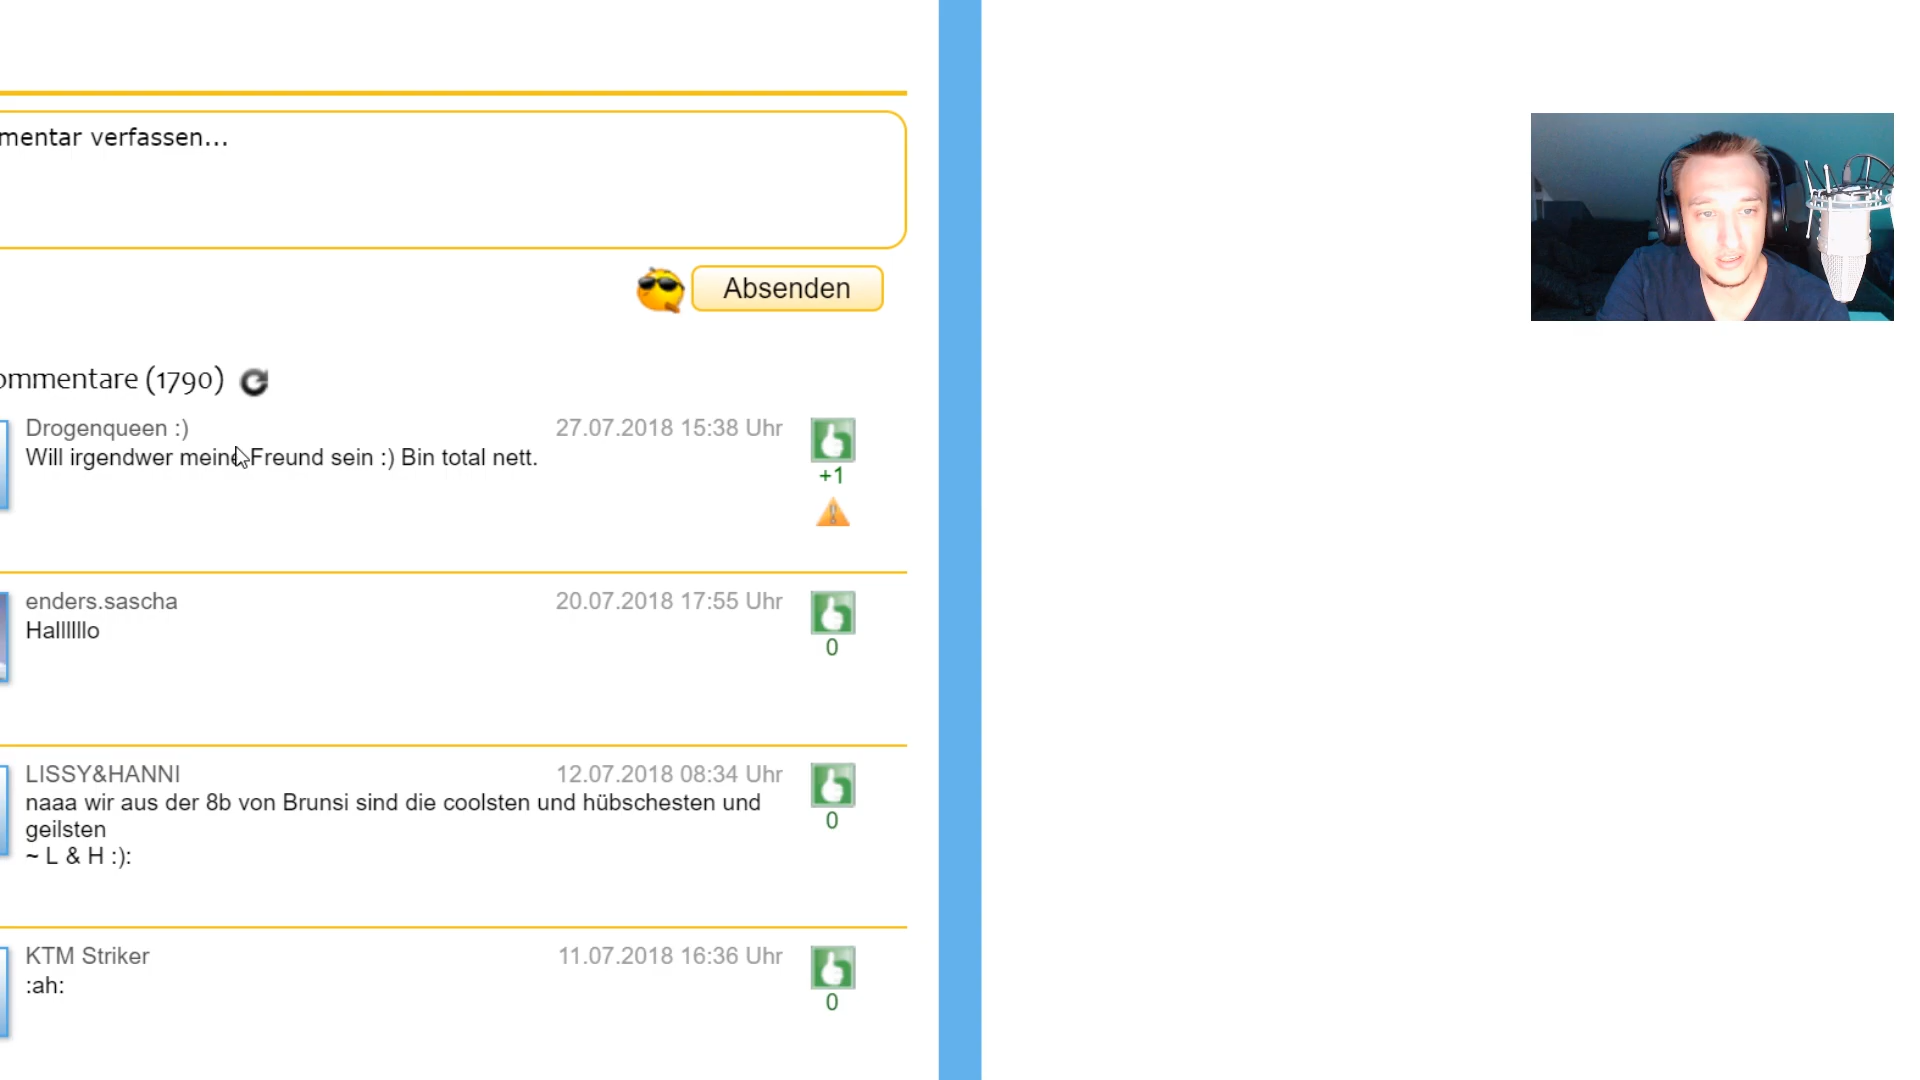 mentar verfassen...
Absenden
ommentare (1790)
Drogenqueen :) 27.07.2018 15:38 Uhr
Will irgendwer meine Freund sein :) Bin total nett.
+1
enders.sascha 20.07.2018 17:55 Uhr
Halllllo
0
LISSY&HANNI 12.07.2018 08:34 Uhr
naaa wir aus der 8b von Brunsi sind die coolsten und hübschesten und
geilsten
~ L & H :):
0
KTM Striker 11.07.2018 16:36 Uhr
:ah:
0